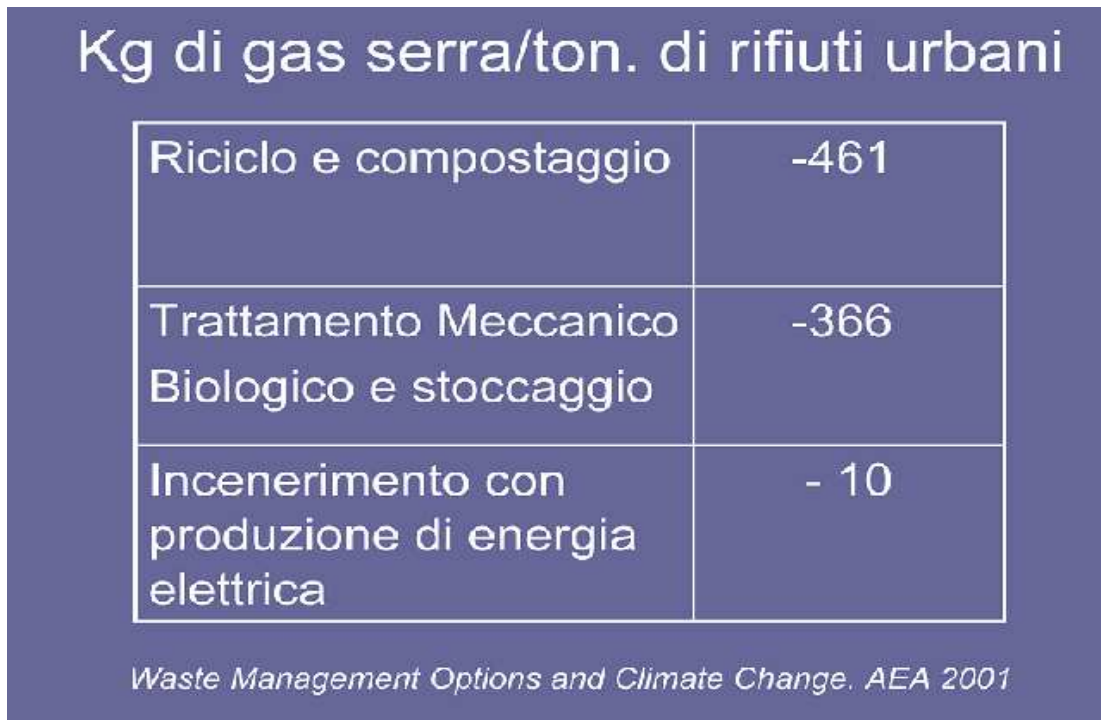 Kg di gas serra/ton. di rifiuti urbani
Riciclo e compostaggio -461
Trattamento Meccanico -366
Biologico e stoccaggio
Incenerimento con - 10
produzione di energia
elettrica
Waste Management Options and Climate Change. AEA 2001